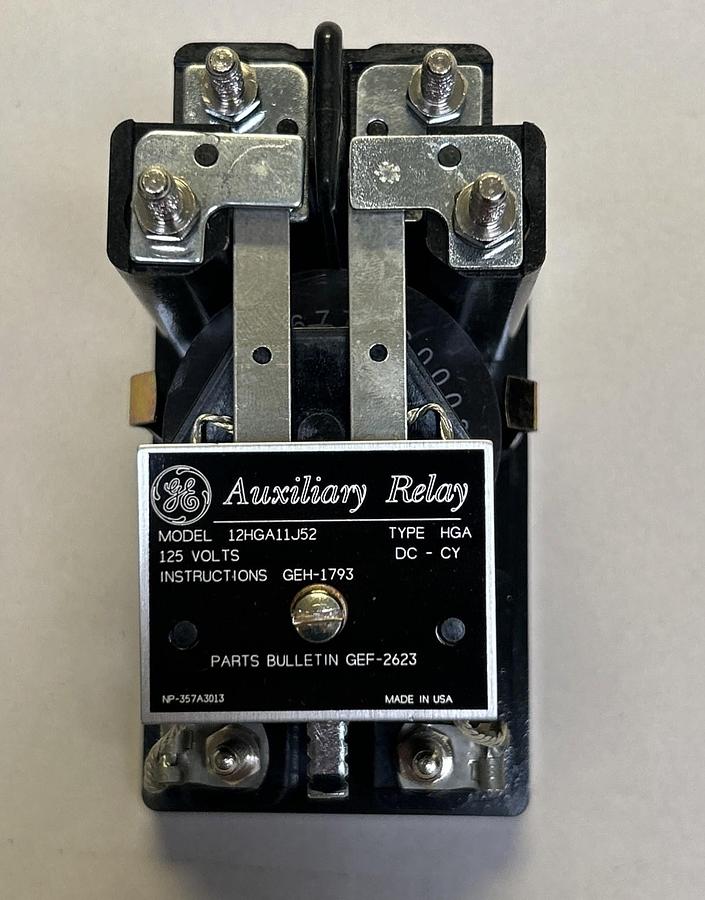 GE Auxiliary Relay
MODEL 12HGA11J52 TYPE HGA
125 VOLTS DC - CY
INSTRUCTIONS GEH-1793
PARTS BULLETIN GEF-2623
NP-357A3013 MADE IN USA